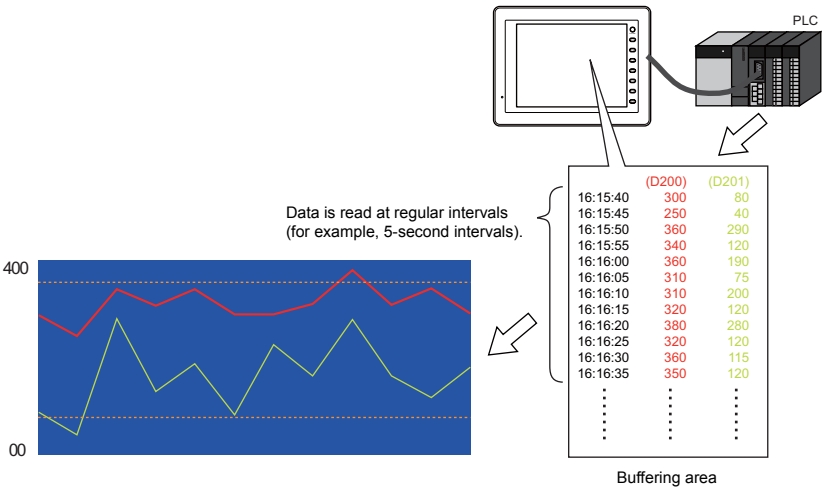 PLC
(D200) (D201)
16:15:40 300 80
16:15:45 250 40
16:15:50 360 290
16:15:55 340 120
16:16:00 360 190
16:16:05 310 75
16:16:10 310 200
16:16:15 320 120
16:16:20 380 280
16:16:25 320 120
16:16:30 360 115
16:16:35 350 120
Data is read at regular intervals
(for example, 5-second intervals).
400
00
Buffering area